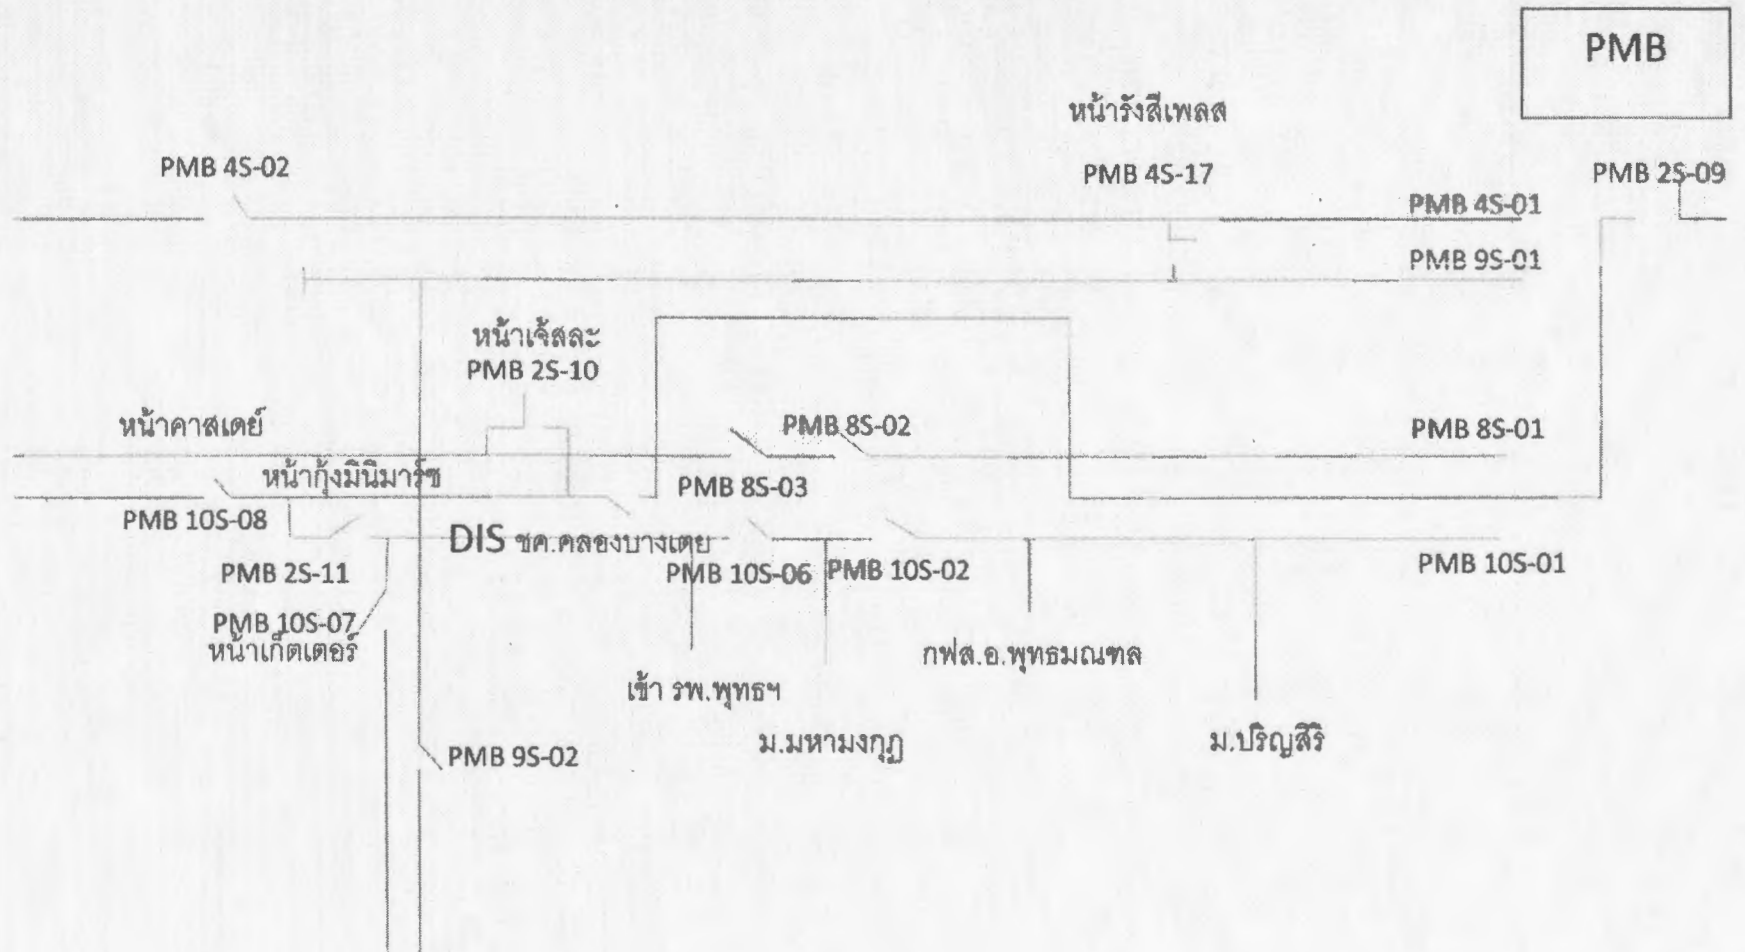 PMB
หน้ารังสีเพลส
PMB 4S-02
PMB 4S-17
PMB 2S-09
PMB 4S-01
PMB 9S-01
หน้าเจ้สละ
PMB 2S-10
หน้าคาสเดย์
PMB 8S-02
PMB 8S-01
หน้ากุ้งมินิมาร์ช
PMB 8S-03
PMB 10S-08
DIS ชค.คลองบางเตย
PMB 2S-11
PMB 10S-06
PMB 10S-02
PMB 10S-01
PMB 10S-07
หน้าเก็ตเตอร์
กฟส.อ.พุทธมณฑล
เข้า รพ.พุทธฯ
ม.มหามงกุฎ
ม.ปริญสิริ
PMB 9S-02